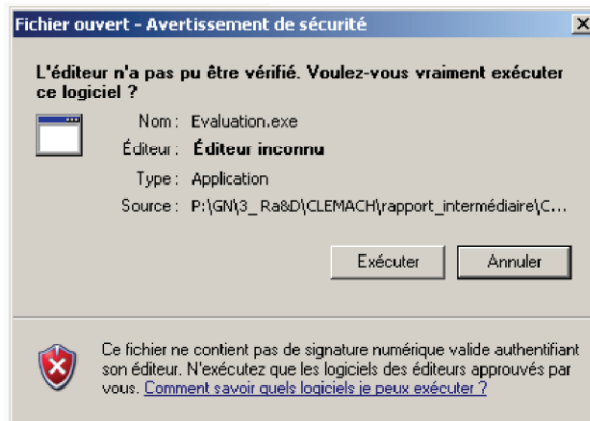 Fichier ouvert - Avertissement de sécurité
L'éditeur n'a pas pu être vérifié. Voulez-vous vraiment exécuter
ce logiciel ?
Nom : Evaluation.exe
Éditeur : Éditeur inconnu
Type : Application
Source : P:\GN\3_Ra&D\CLEMACH\rapport_intermédiaire\C...
Exécuter Annuler
Ce fichier ne contient pas de signature numérique valide authentifiant
son éditeur. N'exécutez que les logiciels des éditeurs approuvés par
vous. Comment savoir quels logiciels je peux exécuter ?